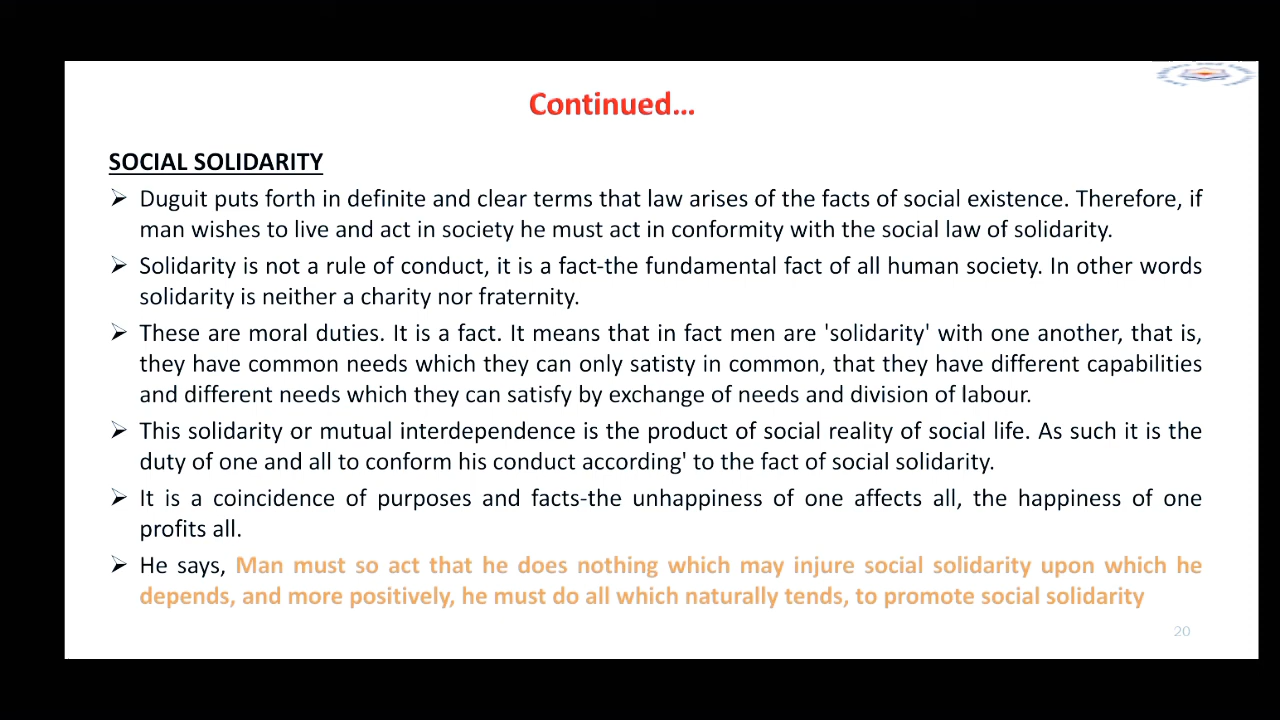 Continued...
SOCIAL SOLIDARITY
➢ Duguit puts forth in definite and clear terms that law arises of the facts of social existence. Therefore, if
man wishes to live and act in society he must act in conformity with the social law of solidarity.
➢ Solidarity is not a rule of conduct, it is a fact-the fundamental fact of all human society. In other words
solidarity is neither a charity nor fraternity.
➢ These are moral duties. It is a fact. It means that in fact men are 'solidarity' with one another, that is,
they have common needs which they can only satisty in common, that they have different capabilities
and different needs which they can satisfy by exchange of needs and division of labour.
➢ This solidarity or mutual interdependence is the product of social reality of social life. As such it is the
duty of one and all to conform his conduct according' to the fact of social solidarity.
➢ It is a coincidence of purposes and facts-the unhappiness of one affects all, the happiness of one
profits all.
➢ He says, Man must so act that he does nothing which may injure social solidarity upon which he
depends, and more positively, he must do all which naturally tends, to promote social solidarity
20